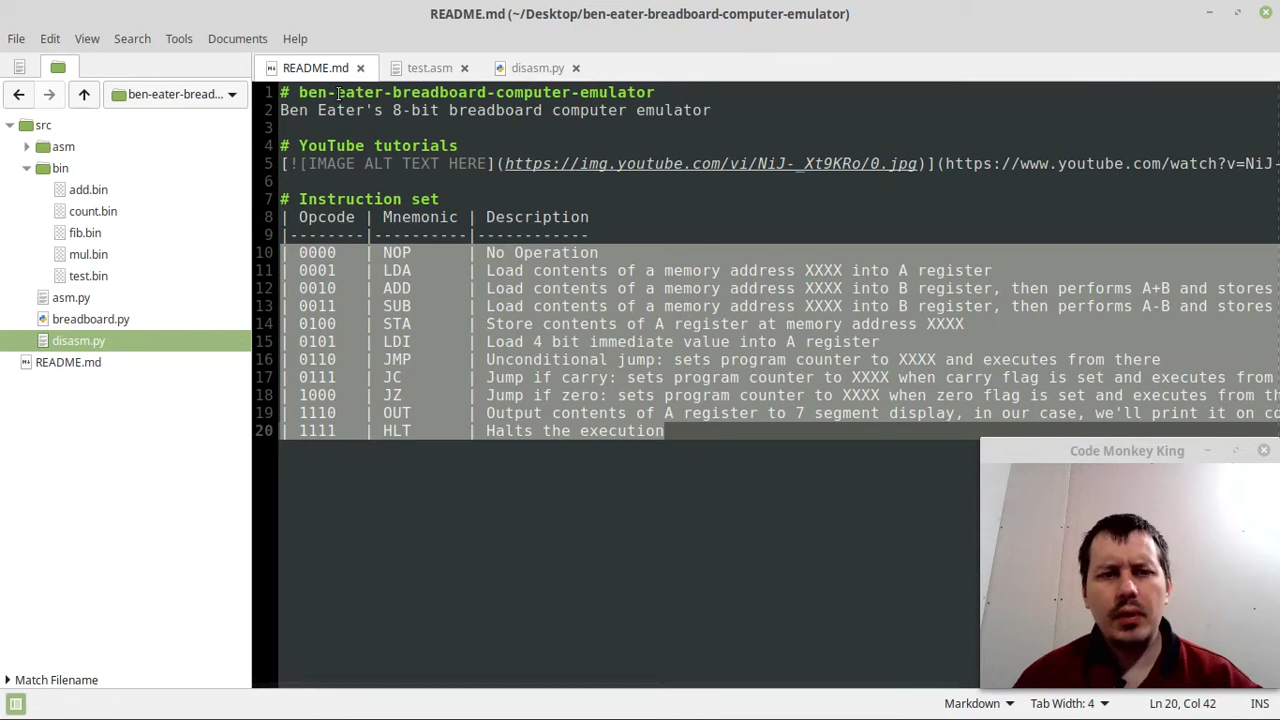 README.md (~/Desktop/ben-eater-breadboard-computer-emulator)
File Edit View Search Tools Documents Help
README.md
test.asm
disasm.py
ben-eater-bread...
src
asm
bin
add.bin
count.bin
fib.bin
mul.bin
test.bin
asm.py
breadboard.py
disasm.py
README.md
Match Filename
1 # ben-eater-breadboard-computer-emulator
2 Ben Eater's 8-bit breadboard computer emulator
3
4 # YouTube tutorials
5 [![IMAGE ALT TEXT HERE](https://img.youtube.com/vi/NiJ-_Xt9KRo/0.jpg)](https://www.youtube.com/watch?v=NiJ-
6
7 # Instruction set
8 | Opcode | Mnemonic | Description
9 |--------|----------|------------
10 | 0000 | NOP | No Operation
11 | 0001 | LDA | Load contents of a memory address XXXX into A register
12 | 0010 | ADD | Load contents of a memory address XXXX into B register, then performs A+B and stores
13 | 0011 | SUB | Load contents of a memory address XXXX into B register, then performs A-B and stores
14 | 0100 | STA | Store contents of A register at memory address XXXX
15 | 0101 | LDI | Load 4 bit immediate value into A register
16 | 0110 | JMP | Unconditional jump: sets program counter to XXXX and executes from there
17 | 0111 | JC | Jump if carry: sets program counter to XXXX when carry flag is set and executes from
18 | 1000 | JZ | Jump if zero: sets program counter to XXXX when zero flag is set and executes from th
19 | 1110 | OUT | Output contents of A register to 7 segment display, in our case, we'll print it on co
20 | 1111 | HLT | Halts the execution
Code Monkey King
Markdown Tab Width: 4 Ln 20, Col 42 INS